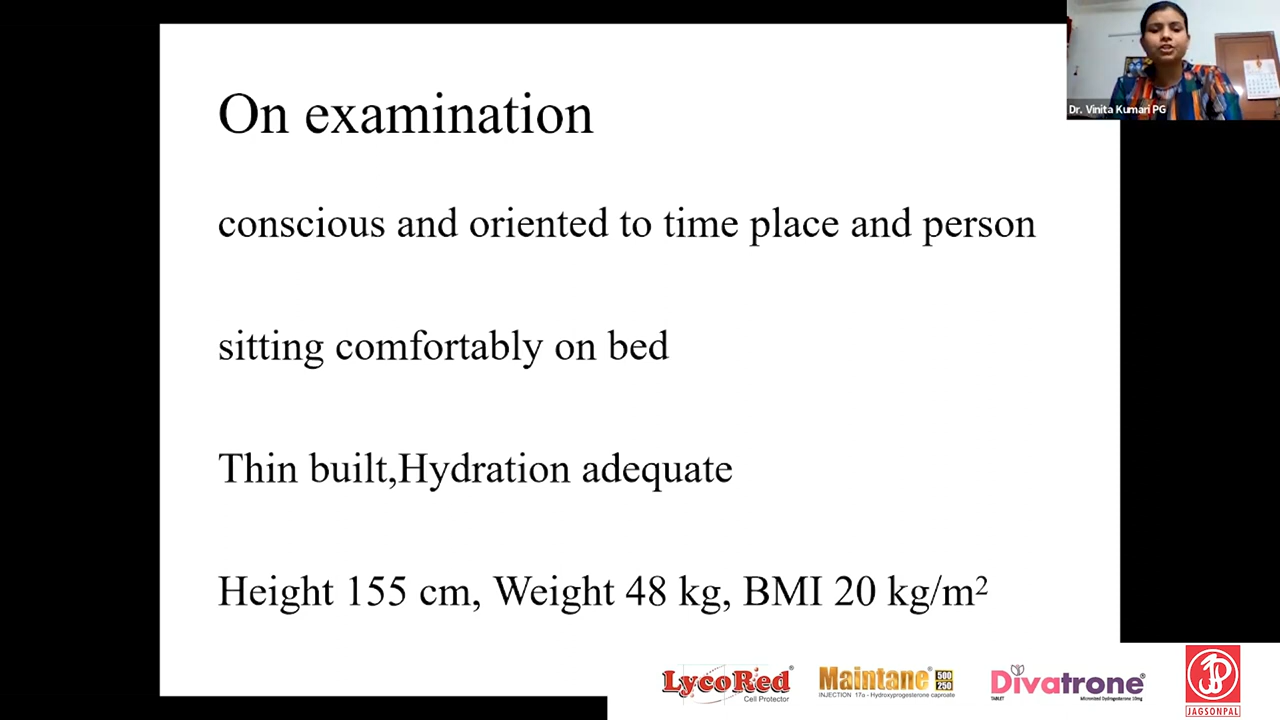 On examination
Dr. Vinita Kumari PG
conscious and oriented to time place and person
sitting comfortably on bed
Thin built,Hydration adequate
Height 155 cm, Weight 48 kg, BMI 20 kg/m²
LycoRed®
Cell Protector
Maintane® 500 250
INJECTION 17α - Hydroxyprogesterone caproate
Divatrone®
TABLET Micronized Dydrogesterone 10mg
JAGSONPAL